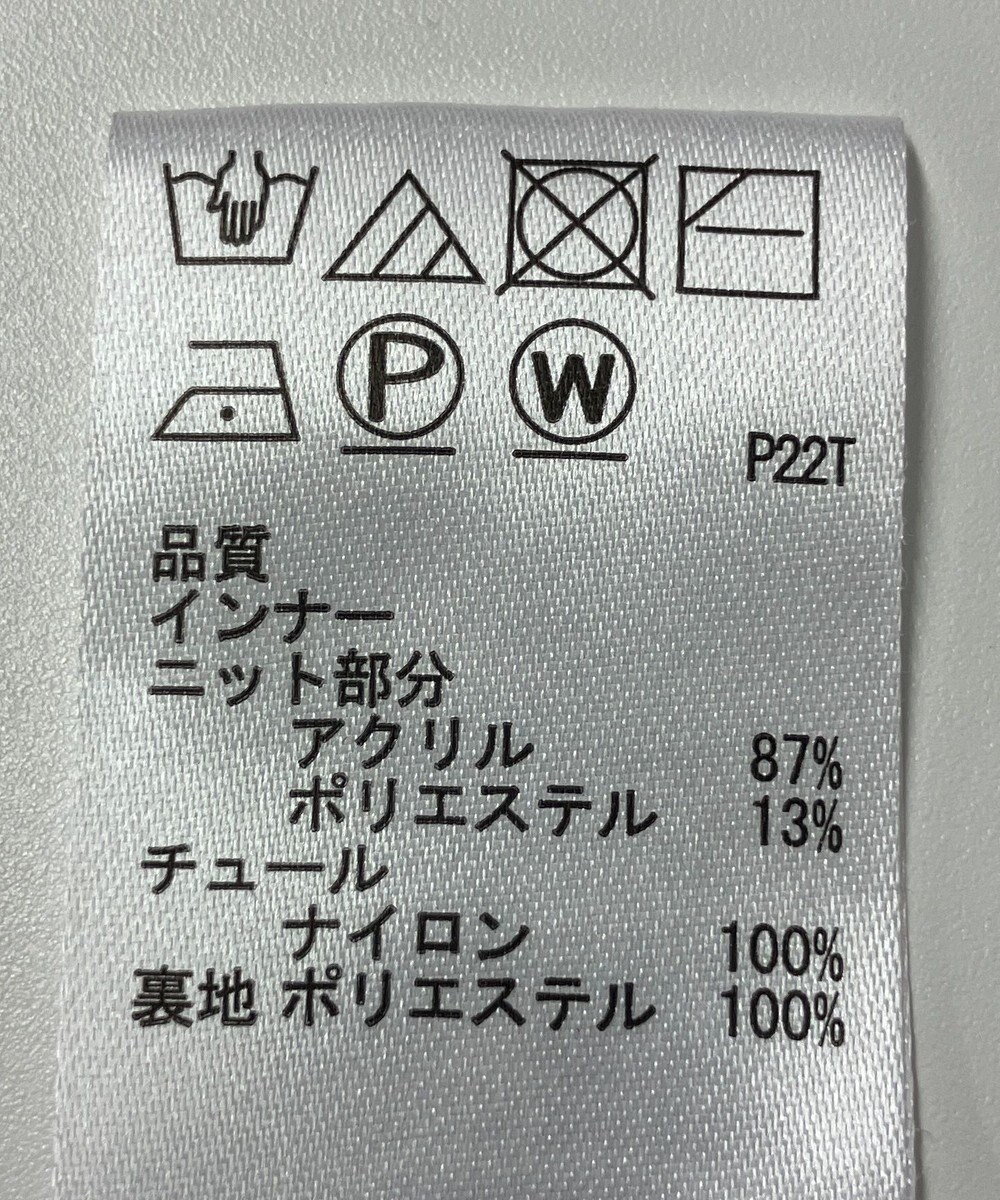 P W
P22T
品質
インナー
ニット部分
アクリル 87%
ポリエステル 13%
チュール
ナイロン 100%
裏地 ポリエステル 100%